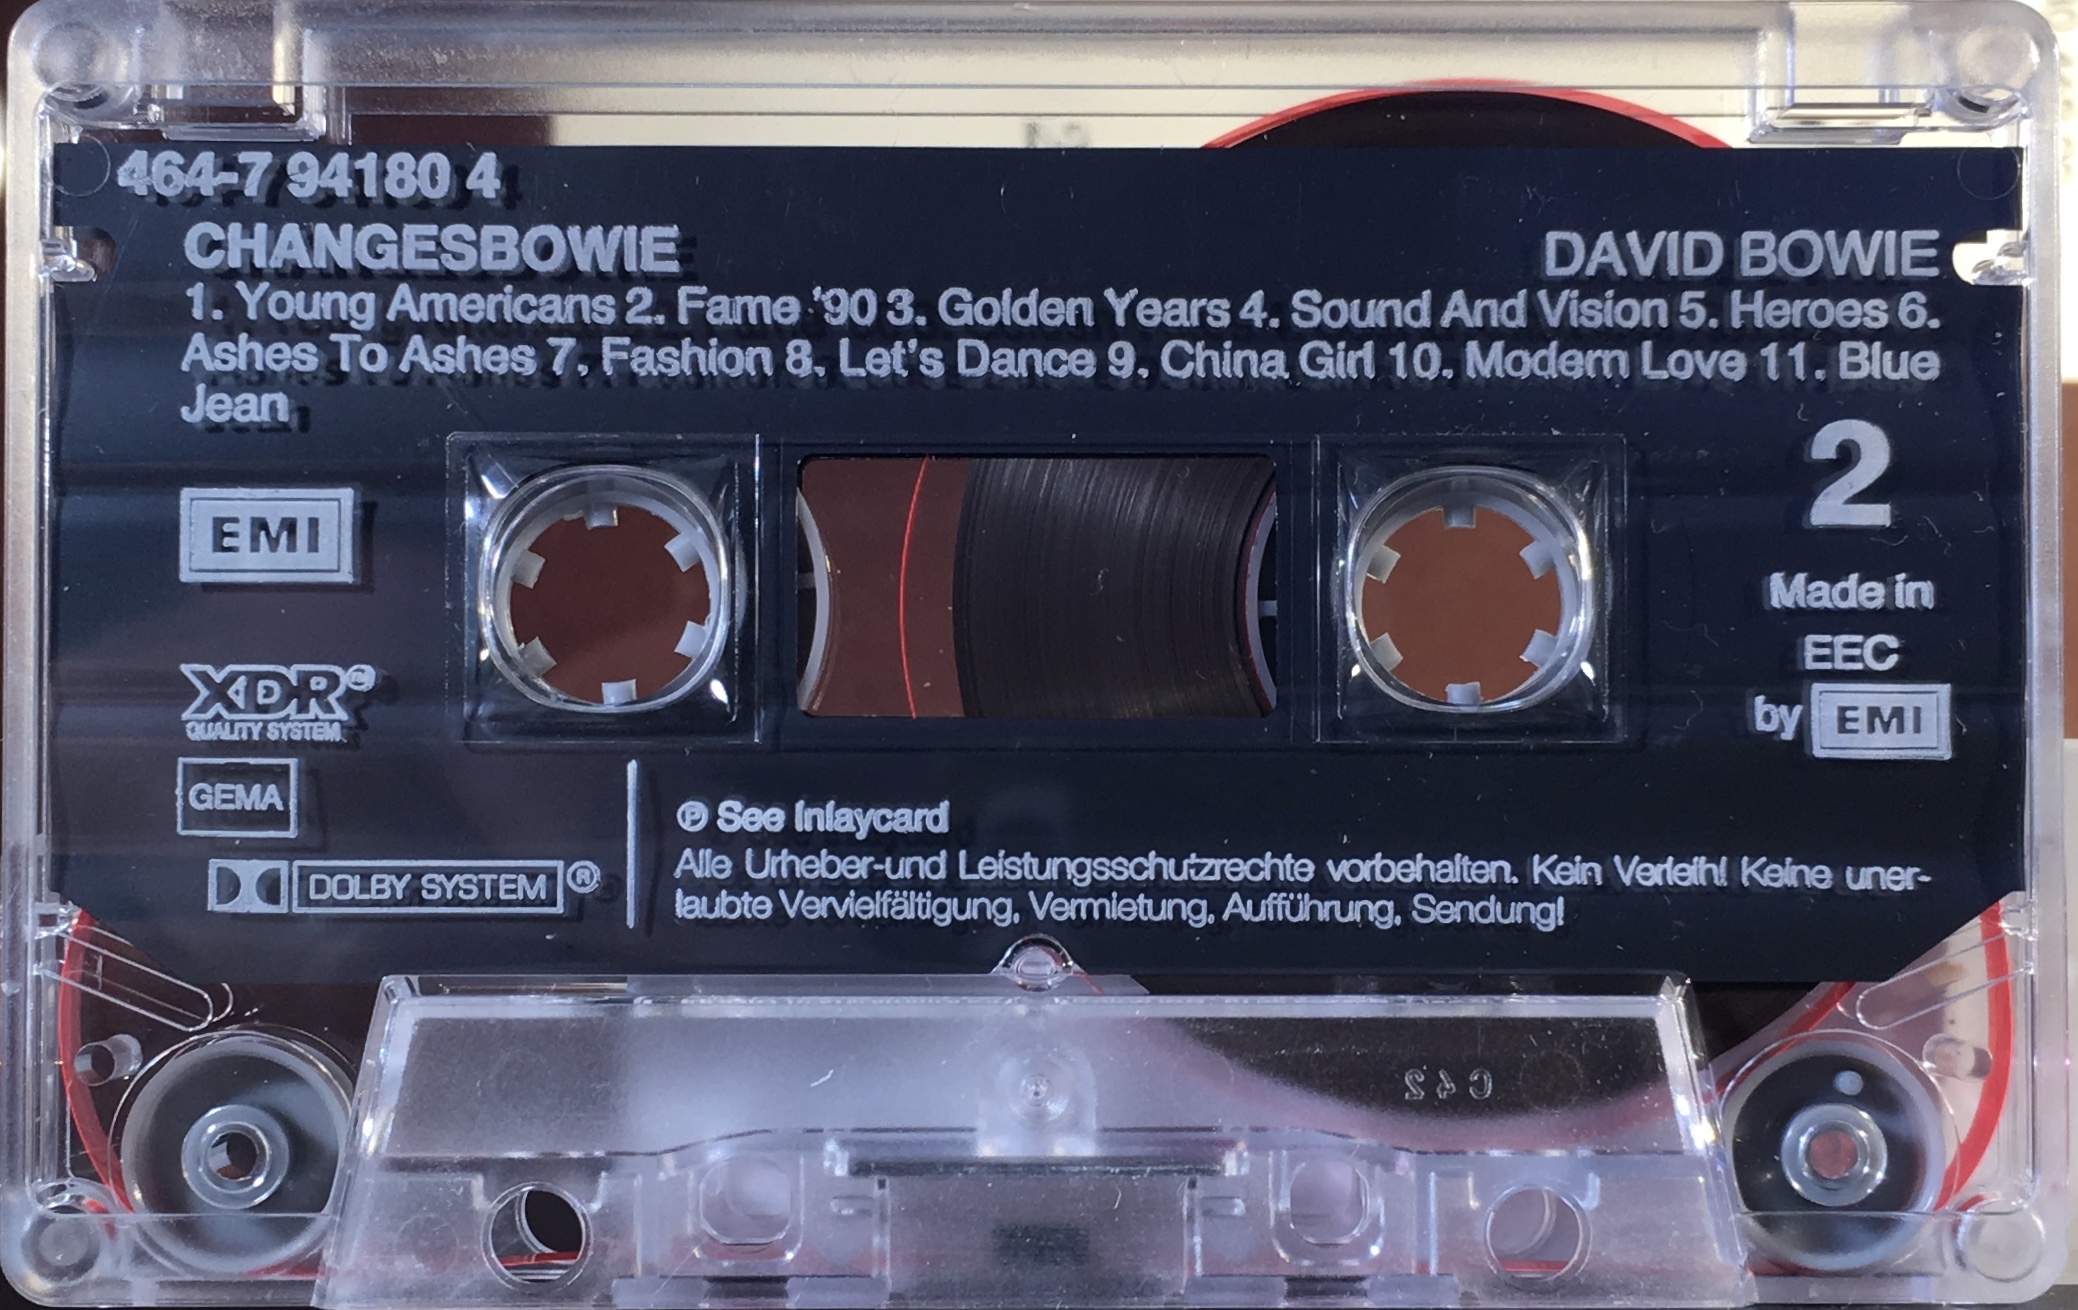 464-7 94180 4
CHANGESBOWIE DAVID BOWIE
1. Young Americans 2. Fame '90 3. Golden Years 4. Sound And Vision 5. Heroes 6.
Ashes To Ashes 7. Fashion 8. Let's Dance 9. China Girl 10. Modern Love 11. Blue
Jean
2
EMI
Made in
EEC
by EMI
XDR
QUALITY SYSTEM
GEMA
DOLBY SYSTEM ®
℗ See Inlaycard
Alle Urheber-und Leistungsschutzrechte vorbehalten. Kein Verleih! Keine uner-
laubte Vervielfältigung, Vermietung, Aufführung, Sendung!
C42